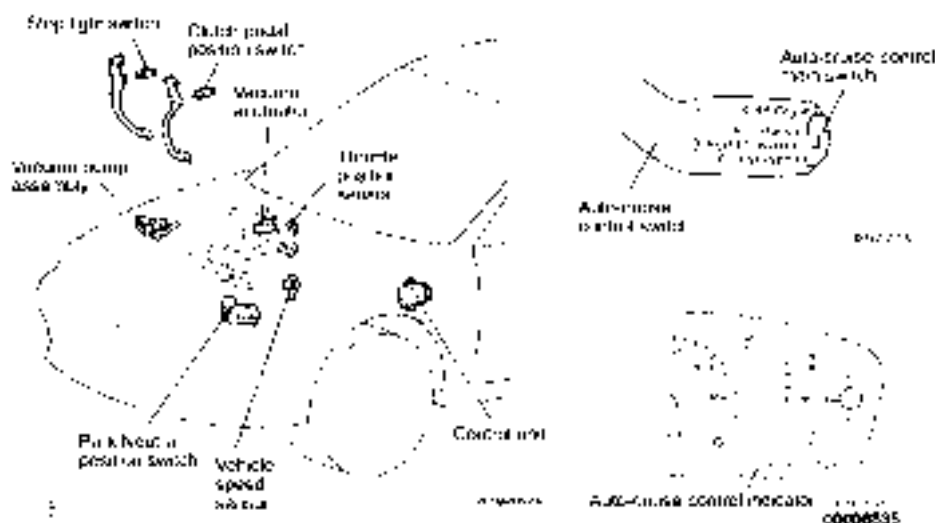 Stop light switch
Clutch pedal
position switch
Vacuum
actuator
Throttle
position
sensor
Vacuum pump
assembly
Park/Neutral
position switch
Vehicle
speed
sensor
Control unit
Auto-cruise control
main switch
Auto-cruise
control switch
Auto-cruise control indicator
00006535